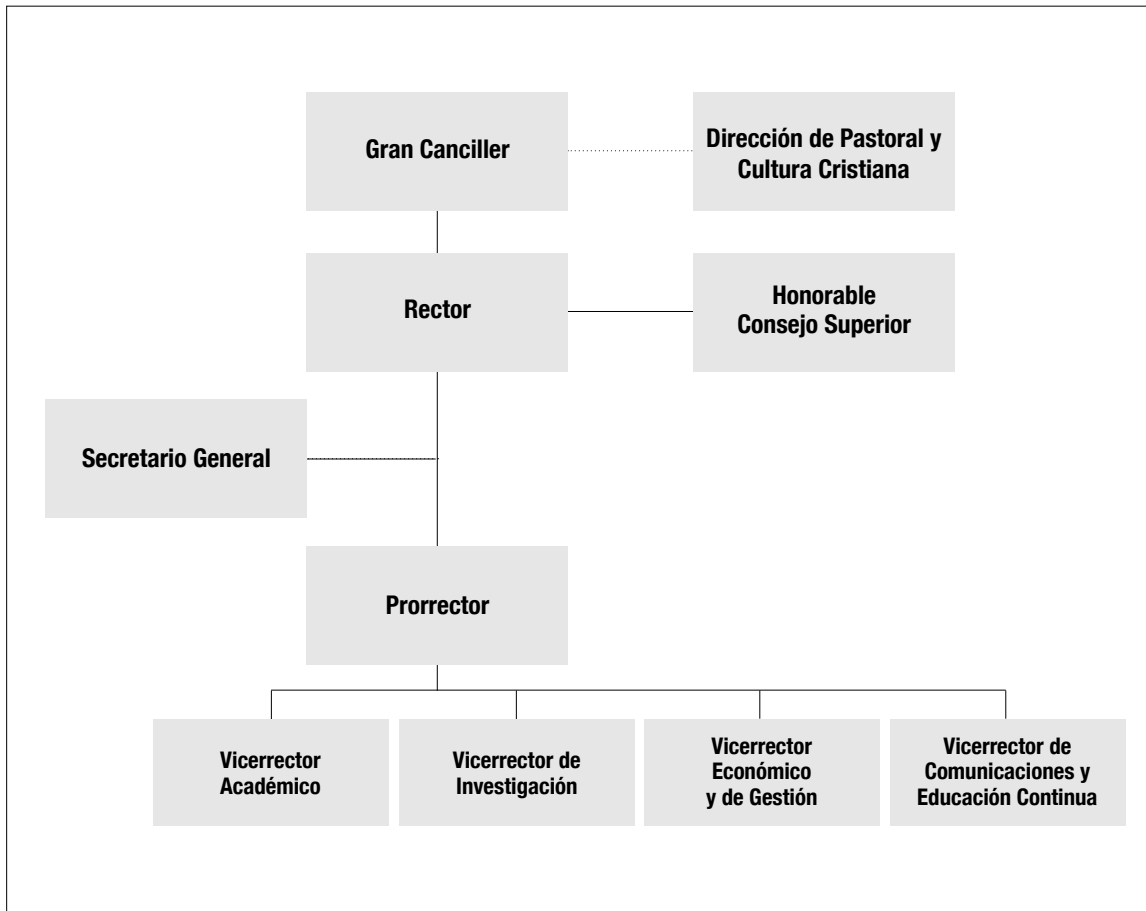 Gran Canciller
Dirección de Pastoral y
Cultura Cristiana
Rector
Honorable
Consejo Superior
Secretario General
Prorrector
Vicerrector
Académico
Vicerrector de
Investigación
Vicerrector
Económico
y de Gestión
Vicerrector de
Comunicaciones y
Educación Continua